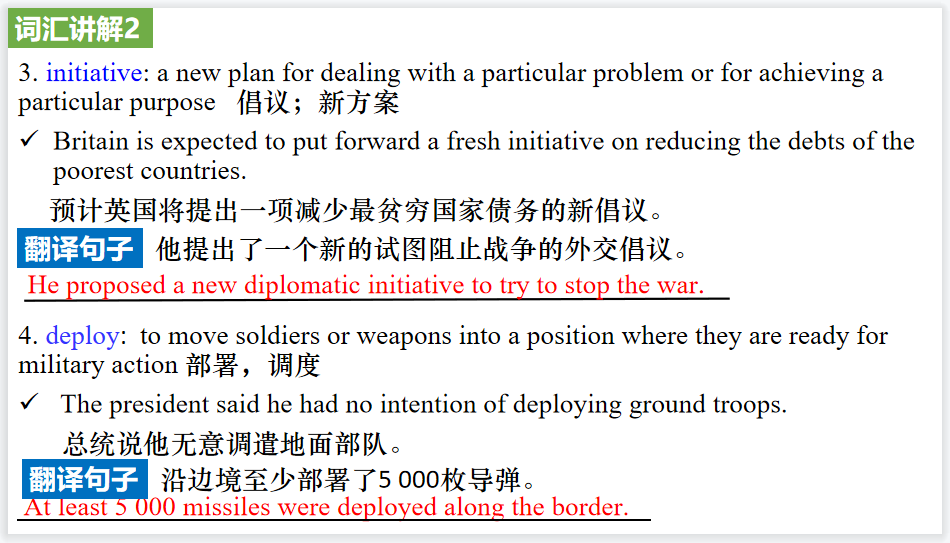 词汇讲解2
3. initiative: a new plan for dealing with a particular problem or for achieving a
particular purpose 倡议；新方案
✓ Britain is expected to put forward a fresh initiative on reducing the debts of the
poorest countries.
预计英国将提出一项减少最贫穷国家债务的新倡议。
翻译句子 他提出了一个新的试图阻止战争的外交倡议。
He proposed a new diplomatic initiative to try to stop the war.
4. deploy: to move soldiers or weapons into a position where they are ready for
military action 部署，调度
✓ The president said he had no intention of deploying ground troops.
总统说他无意调遣地面部队。
翻译句子 沿边境至少部署了5 000枚导弹。
At least 5 000 missiles were deployed along the border.